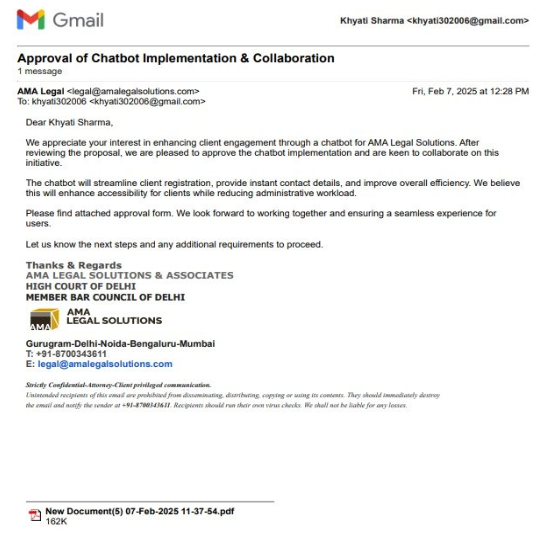 Gmail
Khyati Sharma <khyati302006@gmail.com>
Approval of Chatbot Implementation & Collaboration
1 message
AMA Legal <legal@amalegalsolutions.com>
Fri, Feb 7, 2025 at 12:28 PM
To: khyati302006 <khyati302006@gmail.com>
Dear Khyati Sharma,
We appreciate your interest in enhancing client engagement through a chatbot for AMA Legal Solutions. After
reviewing the proposal, we are pleased to approve the chatbot implementation and are keen to collaborate on this
initiative.
The chatbot will streamline client registration, provide instant contact details, and improve overall efficiency. We believe
this will enhance accessibility for clients while reducing administrative workload.
Please find attached approval form. We look forward to working together and ensuring a seamless experience for
users.
Let us know the next steps and any additional requirements to proceed.
Thanks & Regards
AMA LEGAL SOLUTIONS & ASSOCIATES
HIGH COURT OF DELHI
MEMBER BAR COUNCIL OF DELHI
AMA
AMA
LEGAL SOLUTIONS
Gurugram-Delhi-Noida-Bengaluru-Mumbai
T: +91-8700343611
E: legal@amalegalsolutions.com
Strictly Confidential-Attorney-Client privilegd communication.
Unintended recipients of this email are prohibited from disseminating, distributing, copying or using its contents. They should immediately destroy
the email and notify the sender at +91-8700343611. Recipients should run their own virus checks. We shall not be liable for any losses.
New Document(5) 07-Feb-2025 11-37-54.pdf
162K